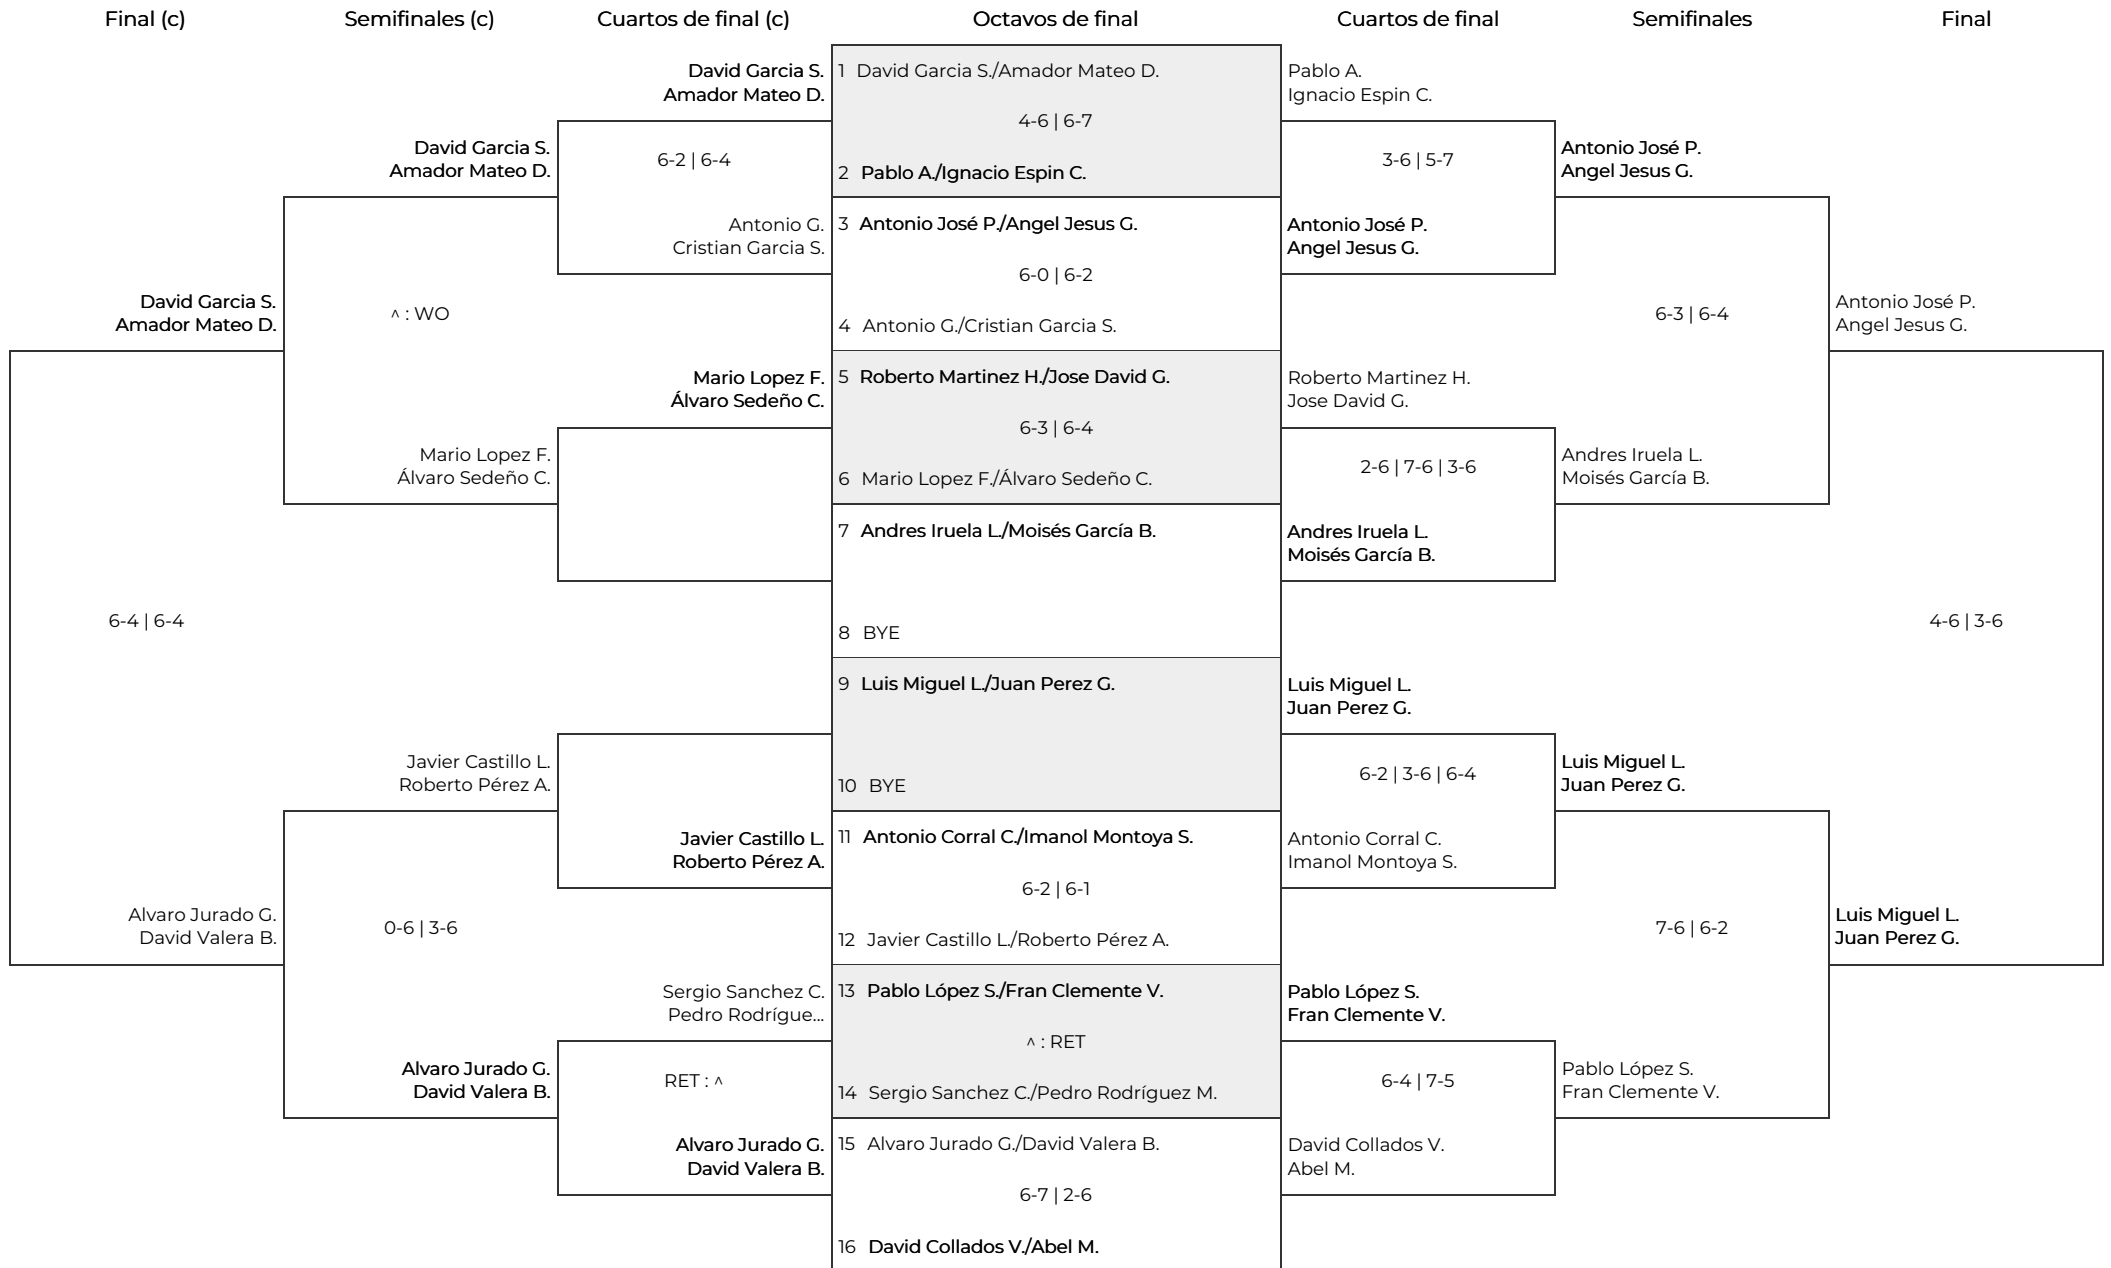 Final (c)
Semifinales (c)
Cuartos de final (c)
Octavos de final
Cuartos de final
Semifinales
Final
David Garcia S.
Amador Mateo D.
Alvaro Jurado G.
David Valera B.
6-4 | 6-4
David Garcia S.
Amador Mateo D.
^ : WO
Mario Lopez F.
Álvaro Sedeño C.
Javier Castillo L.
Roberto Pérez A.
0-6 | 3-6
Alvaro Jurado G.
David Valera B.
David Garcia S.
Amador Mateo D.
6-2 | 6-4
Antonio G.
Cristian Garcia S.
Mario Lopez F.
Álvaro Sedeño C.
Javier Castillo L.
Roberto Pérez A.
Sergio Sanchez C.
Pedro Rodrígue...
RET : ^
Alvaro Jurado G.
David Valera B.
1 David Garcia S./Amador Mateo D.
4-6 | 6-7
2 Pablo A./Ignacio Espin C.
3 Antonio José P./Angel Jesus G.
6-0 | 6-2
4 Antonio G./Cristian Garcia S.
5 Roberto Martinez H./Jose David G.
6-3 | 6-4
6 Mario Lopez F./Álvaro Sedeño C.
7 Andres Iruela L./Moisés García B.
8 BYE
9 Luis Miguel L./Juan Perez G.
10 BYE
11 Antonio Corral C./Imanol Montoya S.
6-2 | 6-1
12 Javier Castillo L./Roberto Pérez A.
13 Pablo López S./Fran Clemente V.
^ : RET
14 Sergio Sanchez C./Pedro Rodríguez M.
15 Alvaro Jurado G./David Valera B.
6-7 | 2-6
16 David Collados V./Abel M.
Pablo A.
Ignacio Espin C.
3-6 | 5-7
Antonio José P.
Angel Jesus G.
Roberto Martinez H.
Jose David G.
2-6 | 7-6 | 3-6
Andres Iruela L.
Moisés García B.
Luis Miguel L.
Juan Perez G.
6-2 | 3-6 | 6-4
Antonio Corral C.
Imanol Montoya S.
Pablo López S.
Fran Clemente V.
6-4 | 7-5
David Collados V.
Abel M.
Antonio José P.
Angel Jesus G.
6-3 | 6-4
Andres Iruela L.
Moisés García B.
Luis Miguel L.
Juan Perez G.
7-6 | 6-2
Pablo López S.
Fran Clemente V.
Antonio José P.
Angel Jesus G.
4-6 | 3-6
Luis Miguel L.
Juan Perez G.